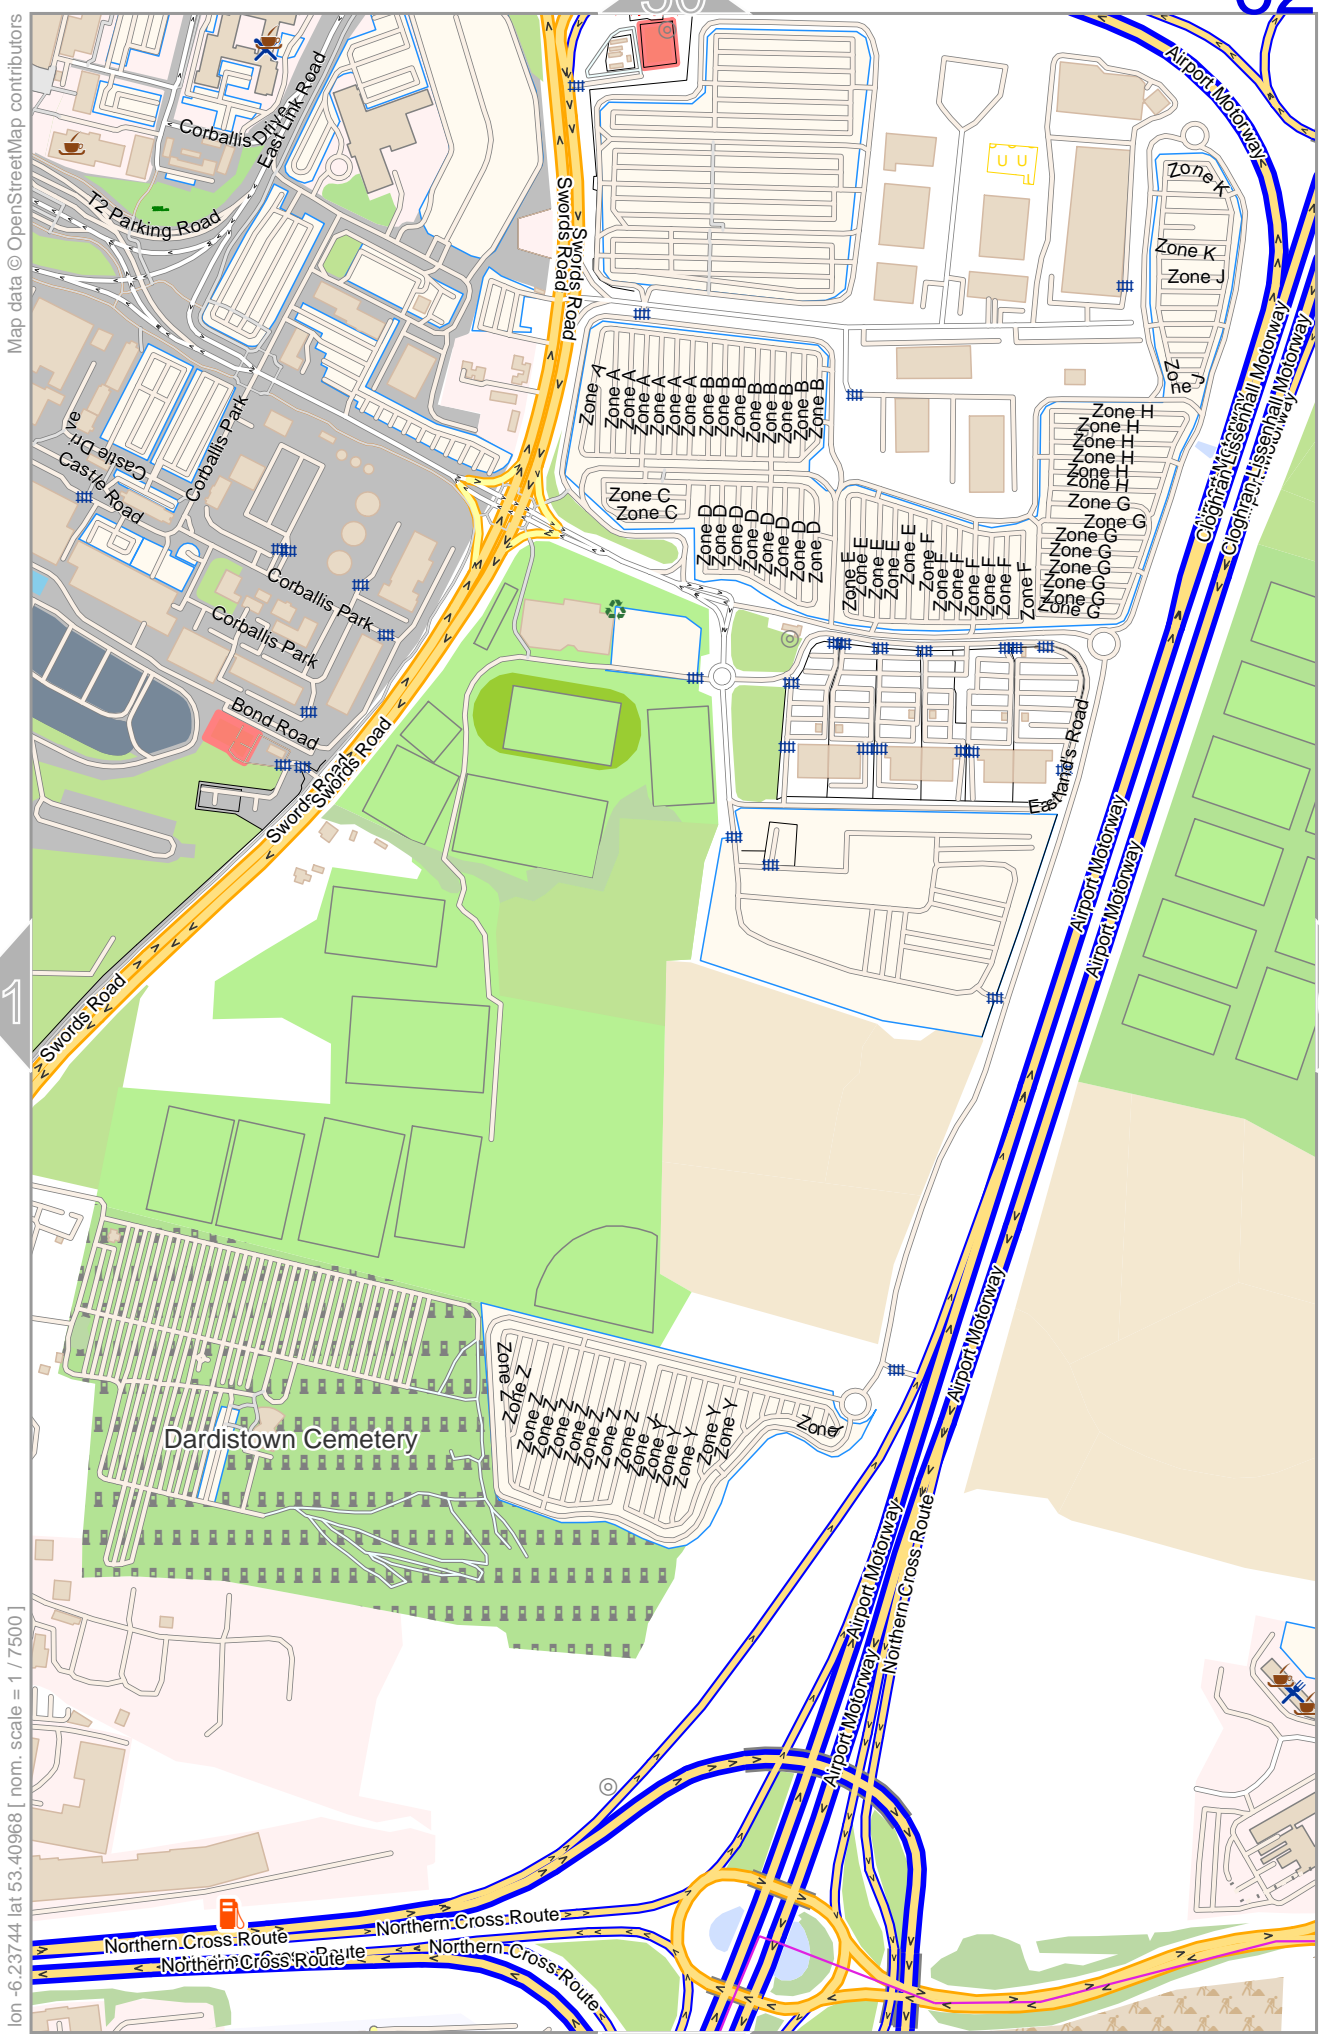 Map data © OpenStreetMap contributors
lon -6.23744 lat 53.40968 [ nom. scale = 1 / 7500 ]
1
Airport Motorway
East Link Road
Corballis Drive
T2 Parking Road
Swords Road
Swords Road
Zone K
Zone K
Zone J
Zone J
Zone A
Zone A
Zone A
Zone A
Zone A
Zone A
Zone A
Zone B
Zone B
Zone B
Zone B
Zone B
Zone B
Zone B
Corballis Park
Castle Drive
Castle Road
Zone H
Zone H
Zone H
Zone H
Zone H
Zone H
Zone G
Zone G
Zone G
Zone G
Zone G
Zone G
Zone G
Zone G
Zone C
Zone C
Zone D
Zone D
Zone D
Zone D
Zone D
Zone D
Zone D
Zone D
Zone E
Zone E
Zone E
Zone E
Zone E
Zone F
Zone F
Zone F
Zone F
Zone F
Zone F
Zone F
Corballis Park
Corballis Park
Bond Road
Swords Road
Swords Road
Eastland's Road
Airport Motorway
Airport Motorway
Swords Road
Airport Motorway
Zone Z
Zone Z
Zone Z
Zone Z
Zone Z
Zone Z
Zone Z
Zone Z
Zone Y
Zone Y
Zone Y
Zone Y
Zone Y
Zone Y
Dardistown Cemetery
Airport Motorway
Northern Cross Route
Airport Motorway
Northern Cross Route
Northern Cross Route
Northern Cross Route
Northern Cross Route